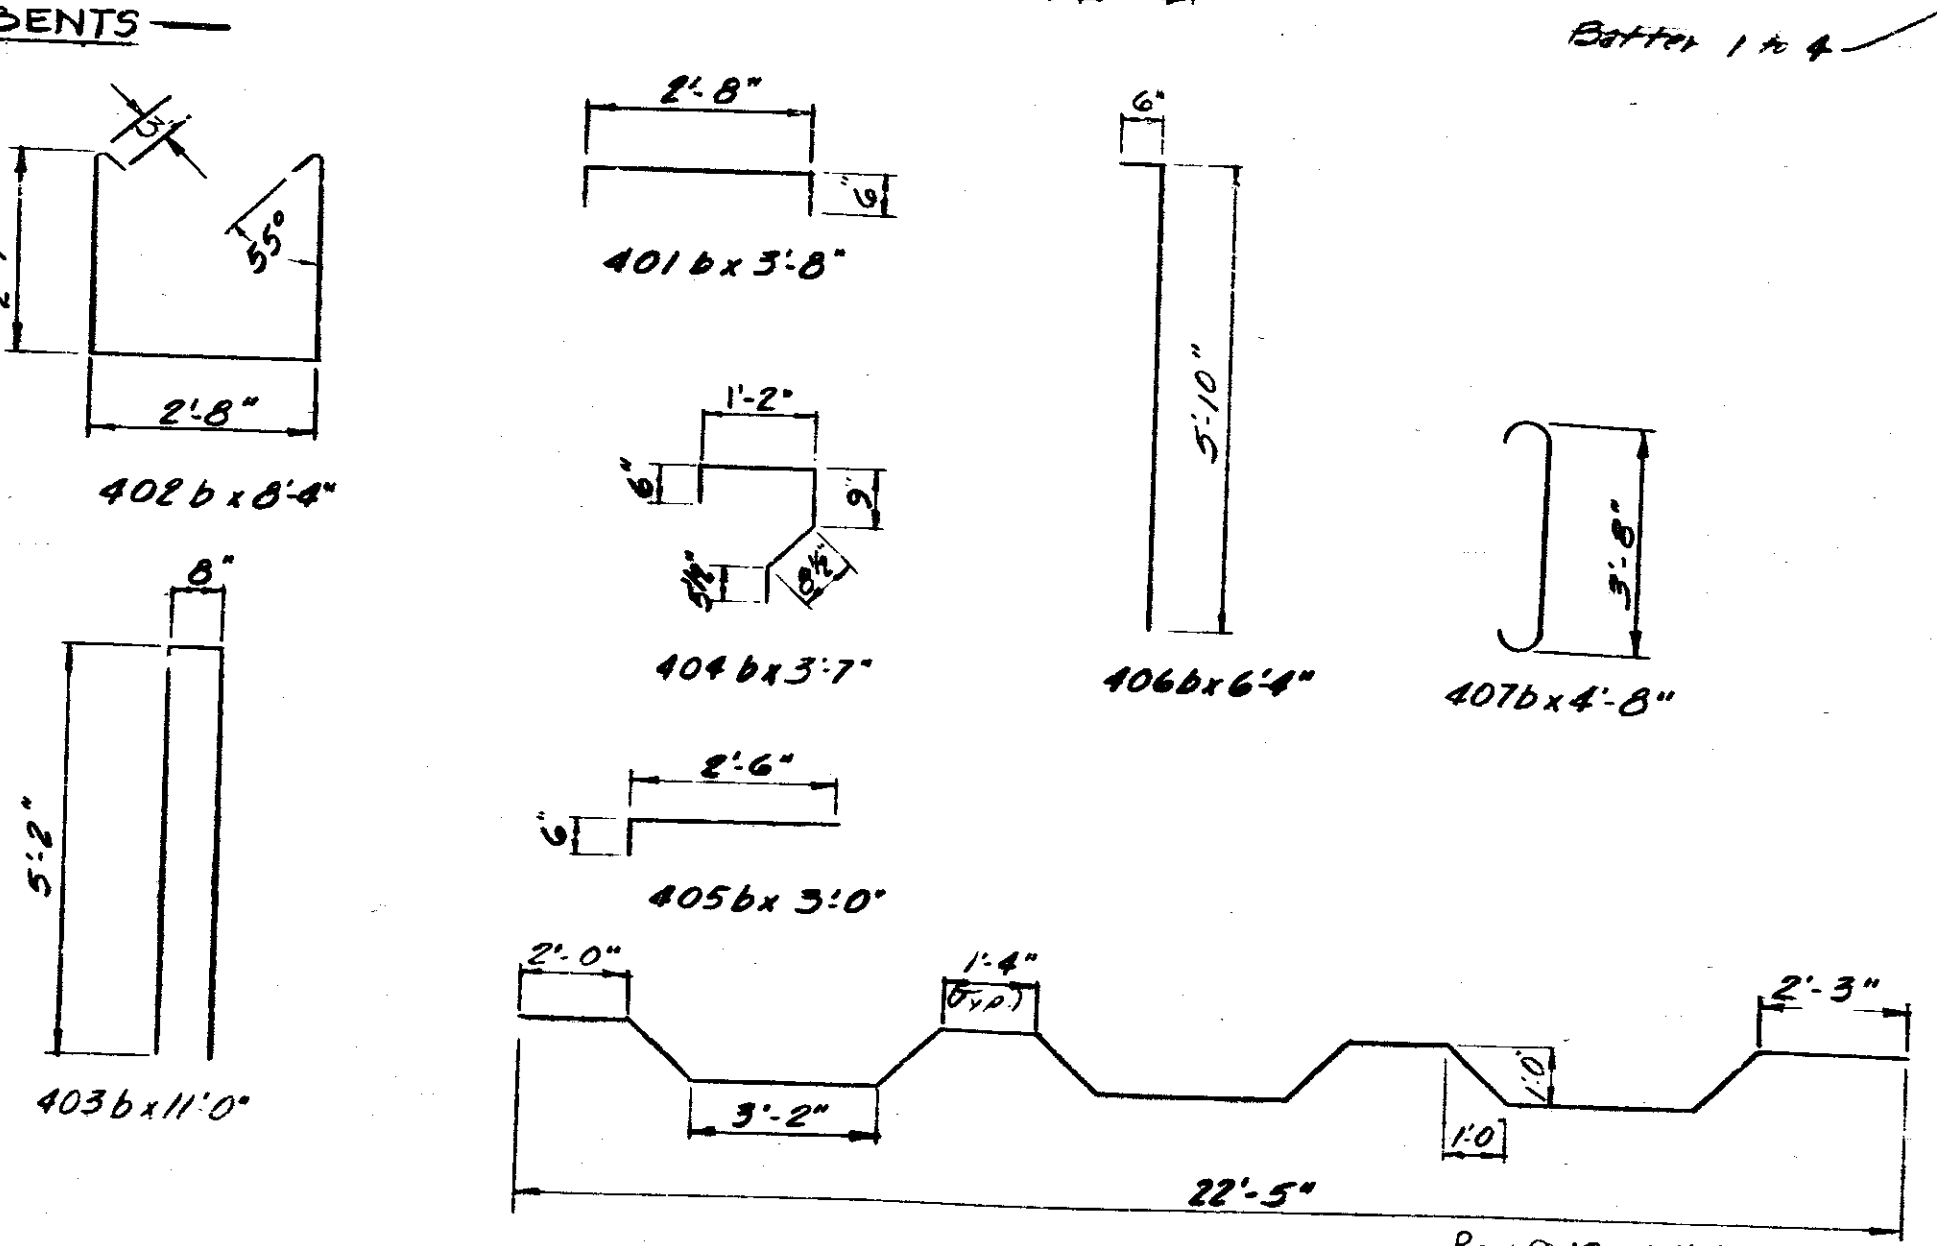 BENTS
Batter 1 to 4
3"
55°
2'-8"
402 b x 8'-4"
2'-8"
6"
401 b x 3'-8"
6"
5'-10"
406 b x 6'-4"
1'-2"
6"
9"
8½"
5½"
404 b x 3'-7"
3'-8"
407 b x 4'-8"
8"
5'-2"
403 b x 11'-0"
2'-6"
6"
405 b x 3'-0"
2'-0"
1'-4"
(Typ.)
2'-3"
3'-2"
1'-0"
1'-0
22'-5"